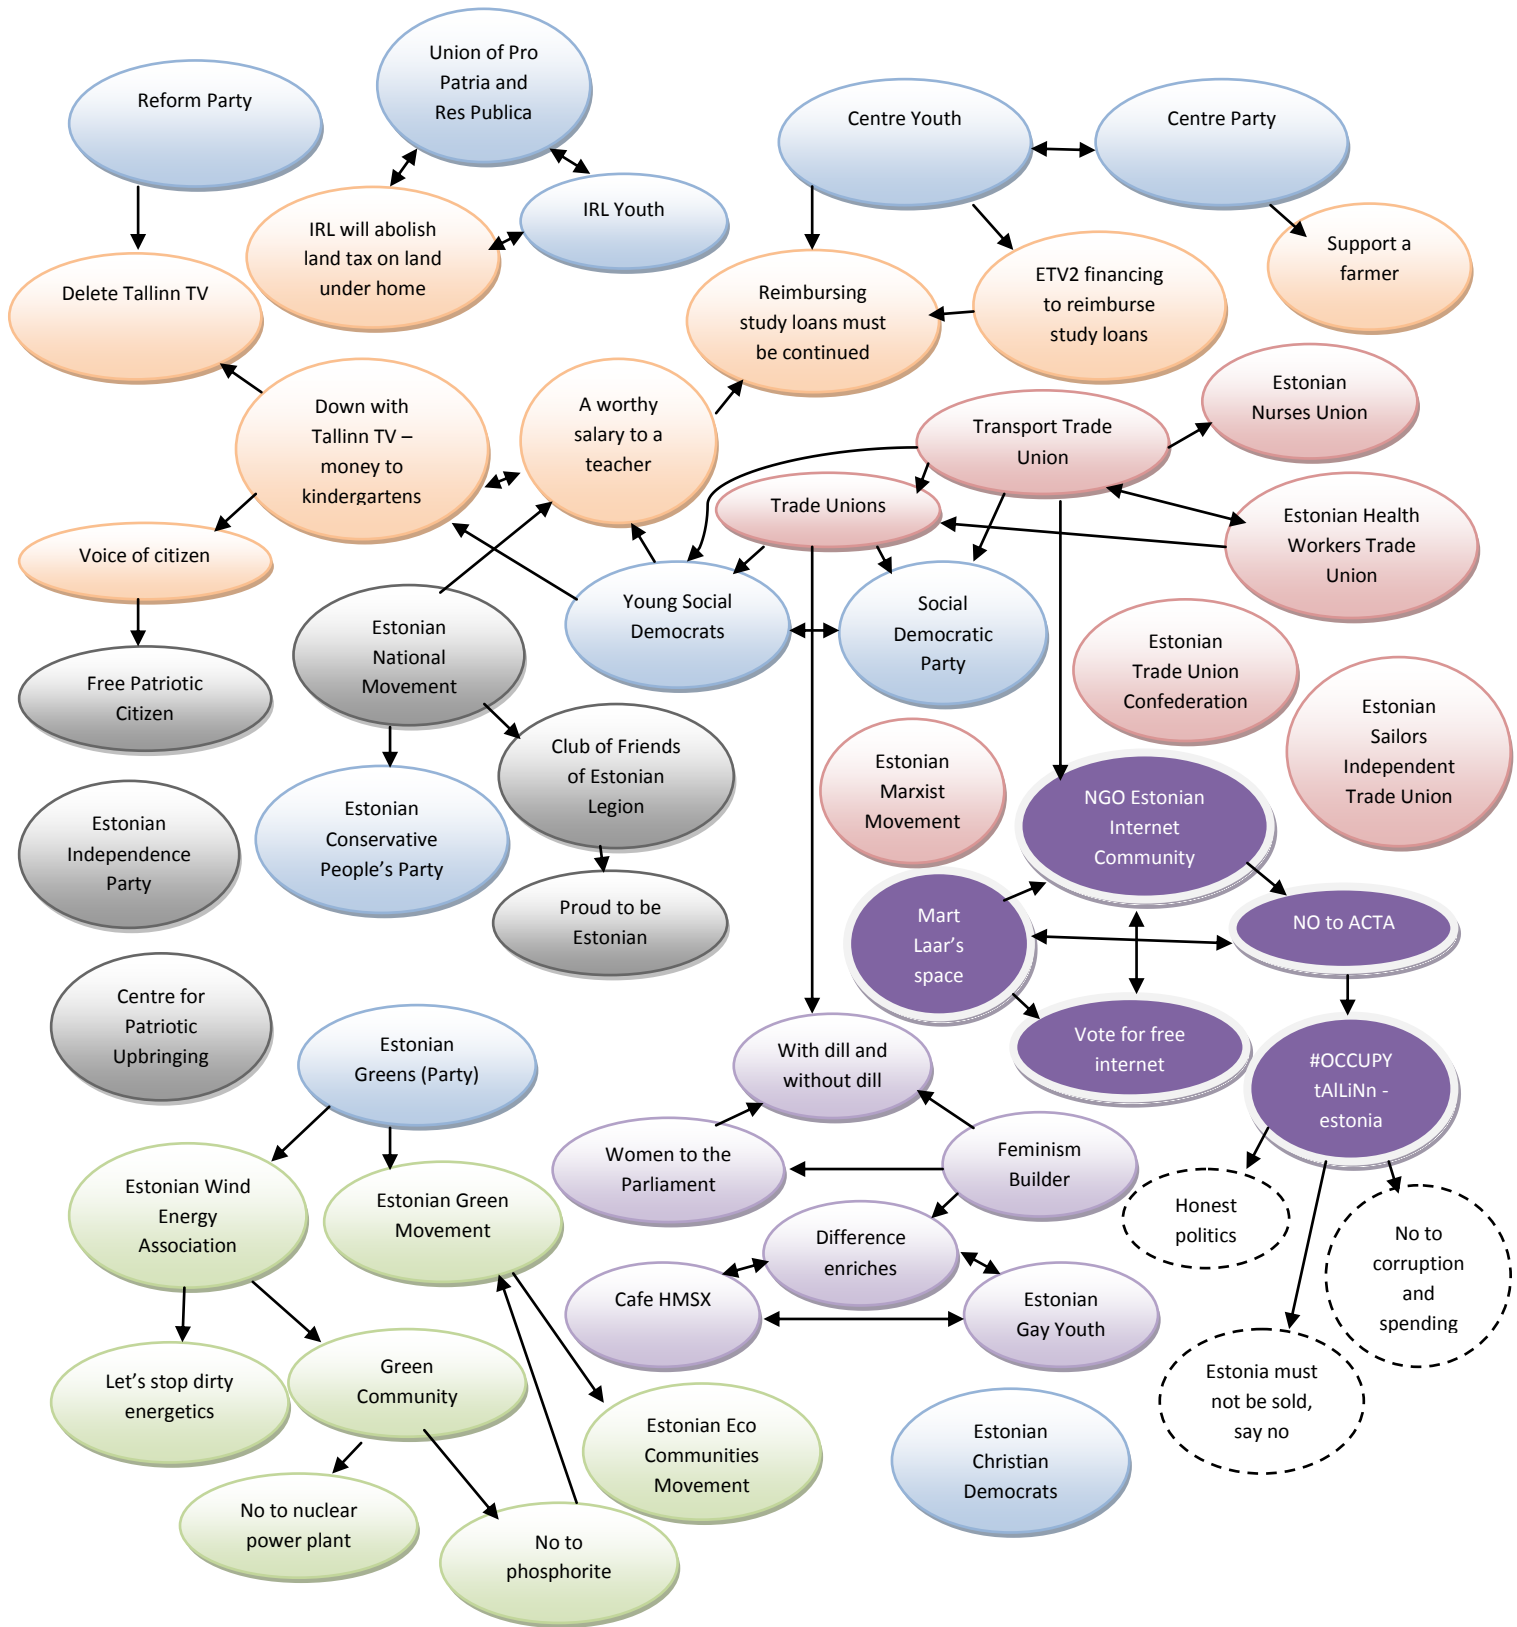 Union of Pro
Patria and
Res Publica
Reform Party
Centre Youth
Centre Party
IRL Youth
IRL will abolish
land tax on land
under home
Support a
farmer
Delete Tallinn TV
Reimbursing
study loans must
be continued
ETV2 financing
to reimburse
study loans
Estonian
Nurses Union
Down with
Tallinn TV –
money to
kindergartens
A worthy
salary to a
teacher
Transport Trade
Union
Trade Unions
Estonian Health
Workers Trade
Union
Voice of citizen
Young Social
Democrats
Social
Democratic
Party
Estonian
National
Movement
Estonian
Trade Union
Confederation
Free Patriotic
Citizen
Estonian
Sailors
Independent
Trade Union
Club of Friends
of Estonian
Legion
Estonian
Marxist
Movement
NGO Estonian
Internet
Community
Estonian
Independence
Party
Estonian
Conservative
People’s Party
Proud to be
Estonian
Mart
Laar’s
space
NO to ACTA
Centre for
Patriotic
Upbringing
Estonian
Greens (Party)
With dill and
without dill
Vote for free
internet
#OCCUPY
tAlLiNn -
estonia
Women to the
Parliament
Feminism
Builder
Estonian Wind
Energy
Association
Estonian Green
Movement
Honest
politics
Difference
enriches
No to
corruption
and
spending
Cafe HMSX
Estonian
Gay Youth
Let’s stop dirty
energetics
Green
Community
Estonia must
not be sold,
say no
Estonian Eco
Communities
Movement
Estonian
Christian
Democrats
No to nuclear
power plant
No to
phosphorite